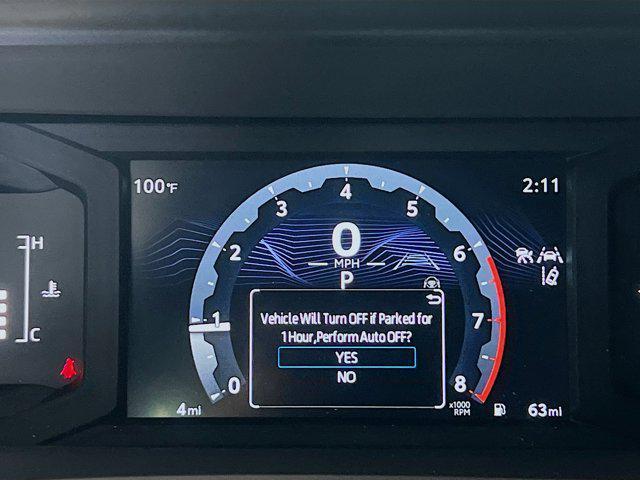 100°F
2:11
4
3
5
2
6
0
MPH
P
1
7
0
8
H
C
Vehicle Will Turn OFF if Parked for
1 Hour,Perform Auto OFF?
YES
NO
x1000
RPM
4mi
63mi